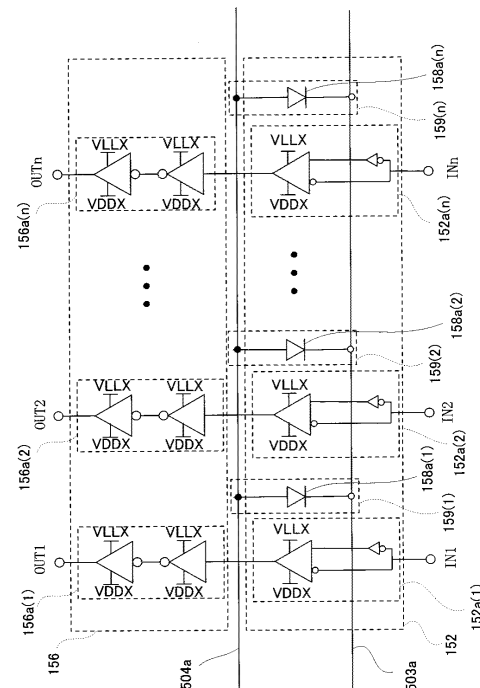 OUT1
OUT2
OUTn
156a(1)
156a(2)
156a(n)
156
VLLX
VLLX
VDDX
VDDX
VLLX
VLLX
VDDX
VDDX
VLLX
VLLX
VDDX
VDDX
504a
503a
VLLX
VDDX
VLLX
VDDX
VLLX
VDDX
IN1
IN2
INn
152a(1)
152a(2)
152a(n)
152
159(1)
158a(1)
159(2)
158a(2)
159(n)
158a(n)